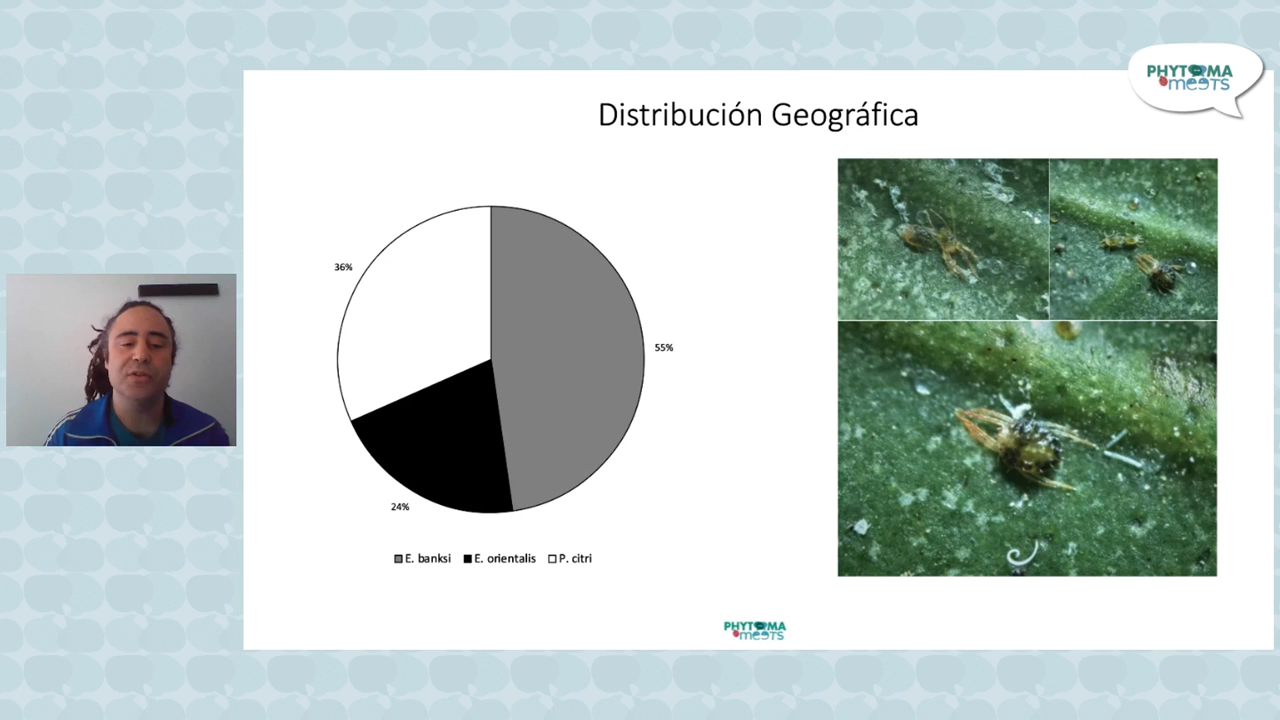 PHYTOMA
meets
Distribución Geográfica
36%
55%
24%
E. banksi E. orientalis P. citri
PHYTOMA
meets